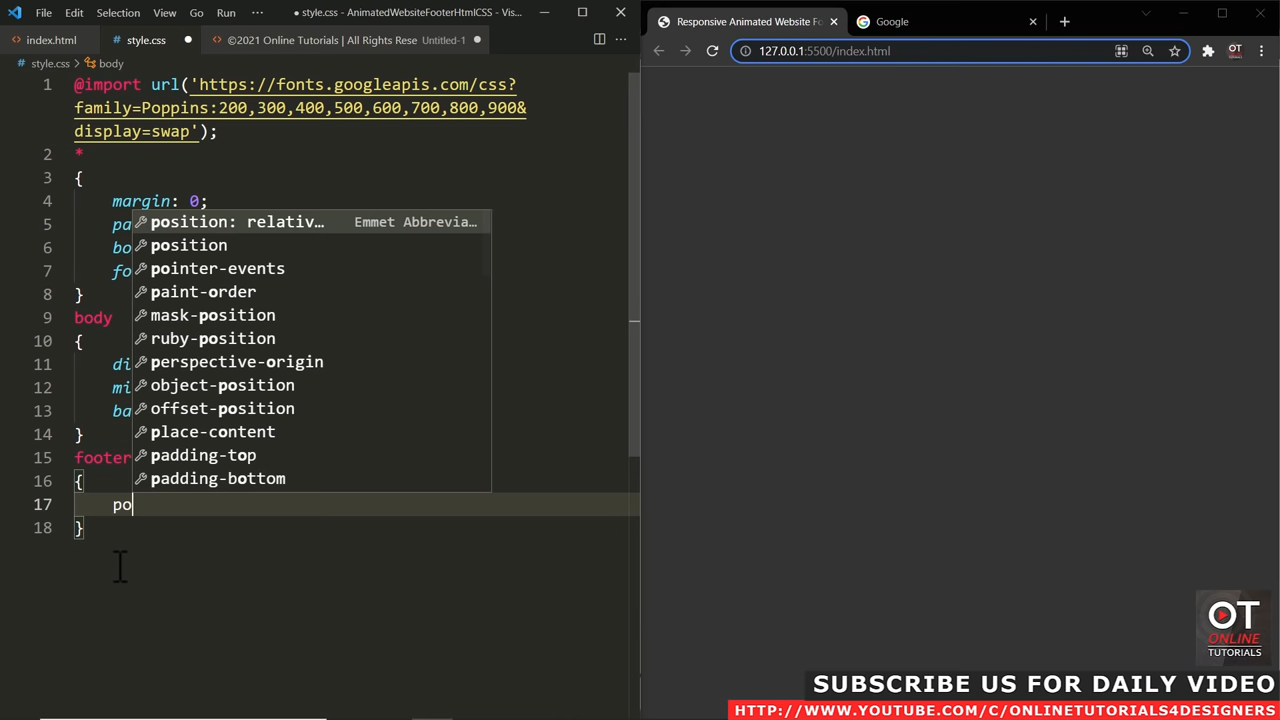 File Edit Selection View Go Run ··· ● style.css - AnimatedWebsiteFooterHtmlCSS - Vis...
index.html style.css ● ©2021 Online Tutorials | All Rights Rese Untitled-1 ●
# style.css > body
1 @import url('https://fonts.googleapis.com/css?
family=Poppins:200,300,400,500,600,700,800,900&
display=swap');
2 *
3 {
4 margin: 0;
5 pa
6 bo
7 fo
8 }
9 body
10 {
11 di
12 mi
13 ba
14 }
15 footer
16 {
17 po
18 }
position: relativ... Emmet Abbrevia...
position
pointer-events
paint-order
mask-position
ruby-position
perspective-origin
object-position
offset-position
place-content
padding-top
padding-bottom
Responsive Animated Website Fo
Google
127.0.0.1:5500/index.html
OT
OT
ONLINE
TUTORIALS
SUBSCRIBE US FOR DAILY VIDEO
HTTP://WWW.YOUTUBE.COM/C/ONLINETUTORIALS4DESIGNERS